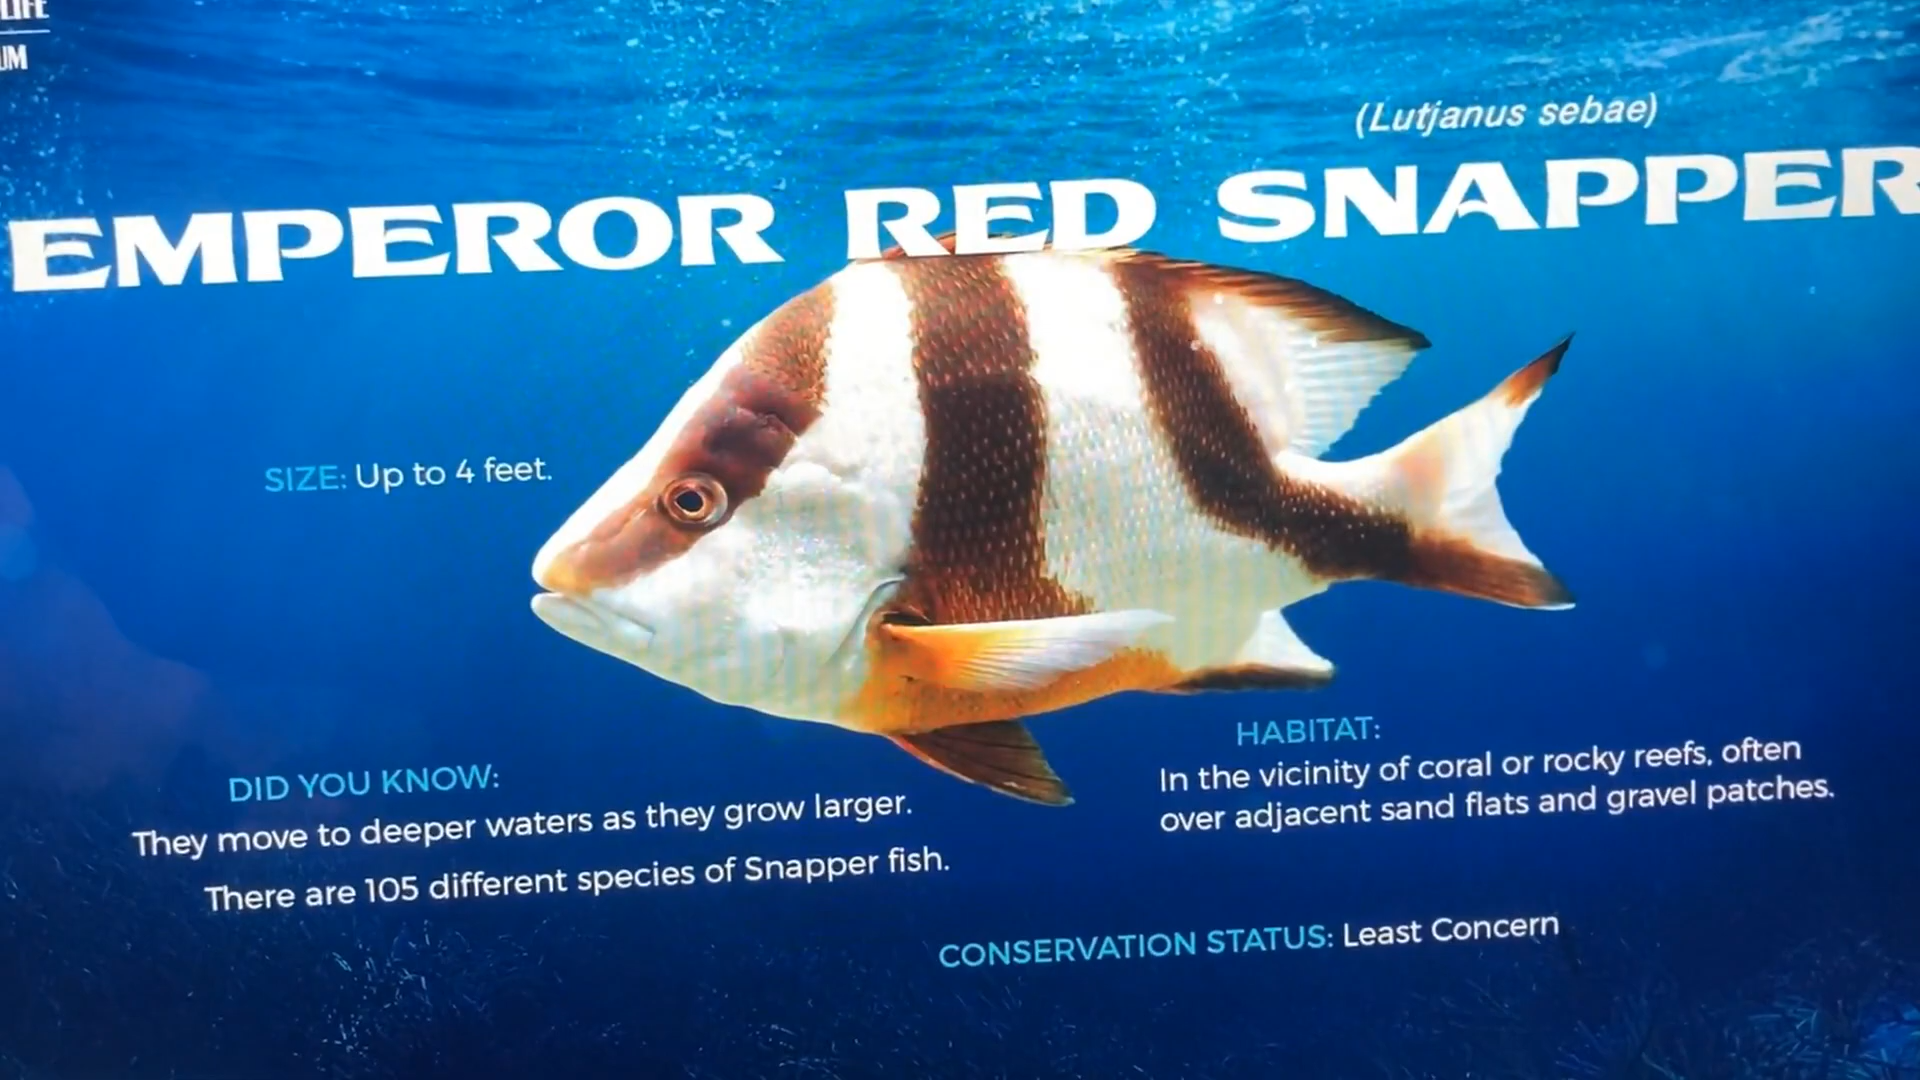 LIFE
UM
(Lutjanus sebae)
EMPEROR RED SNAPPER
SIZE: Up to 4 feet.
DID YOU KNOW:
They move to deeper waters as they grow larger.
There are 105 different species of Snapper fish.
HABITAT:
In the vicinity of coral or rocky reefs, often
over adjacent sand flats and gravel patches.
CONSERVATION STATUS: Least Concern